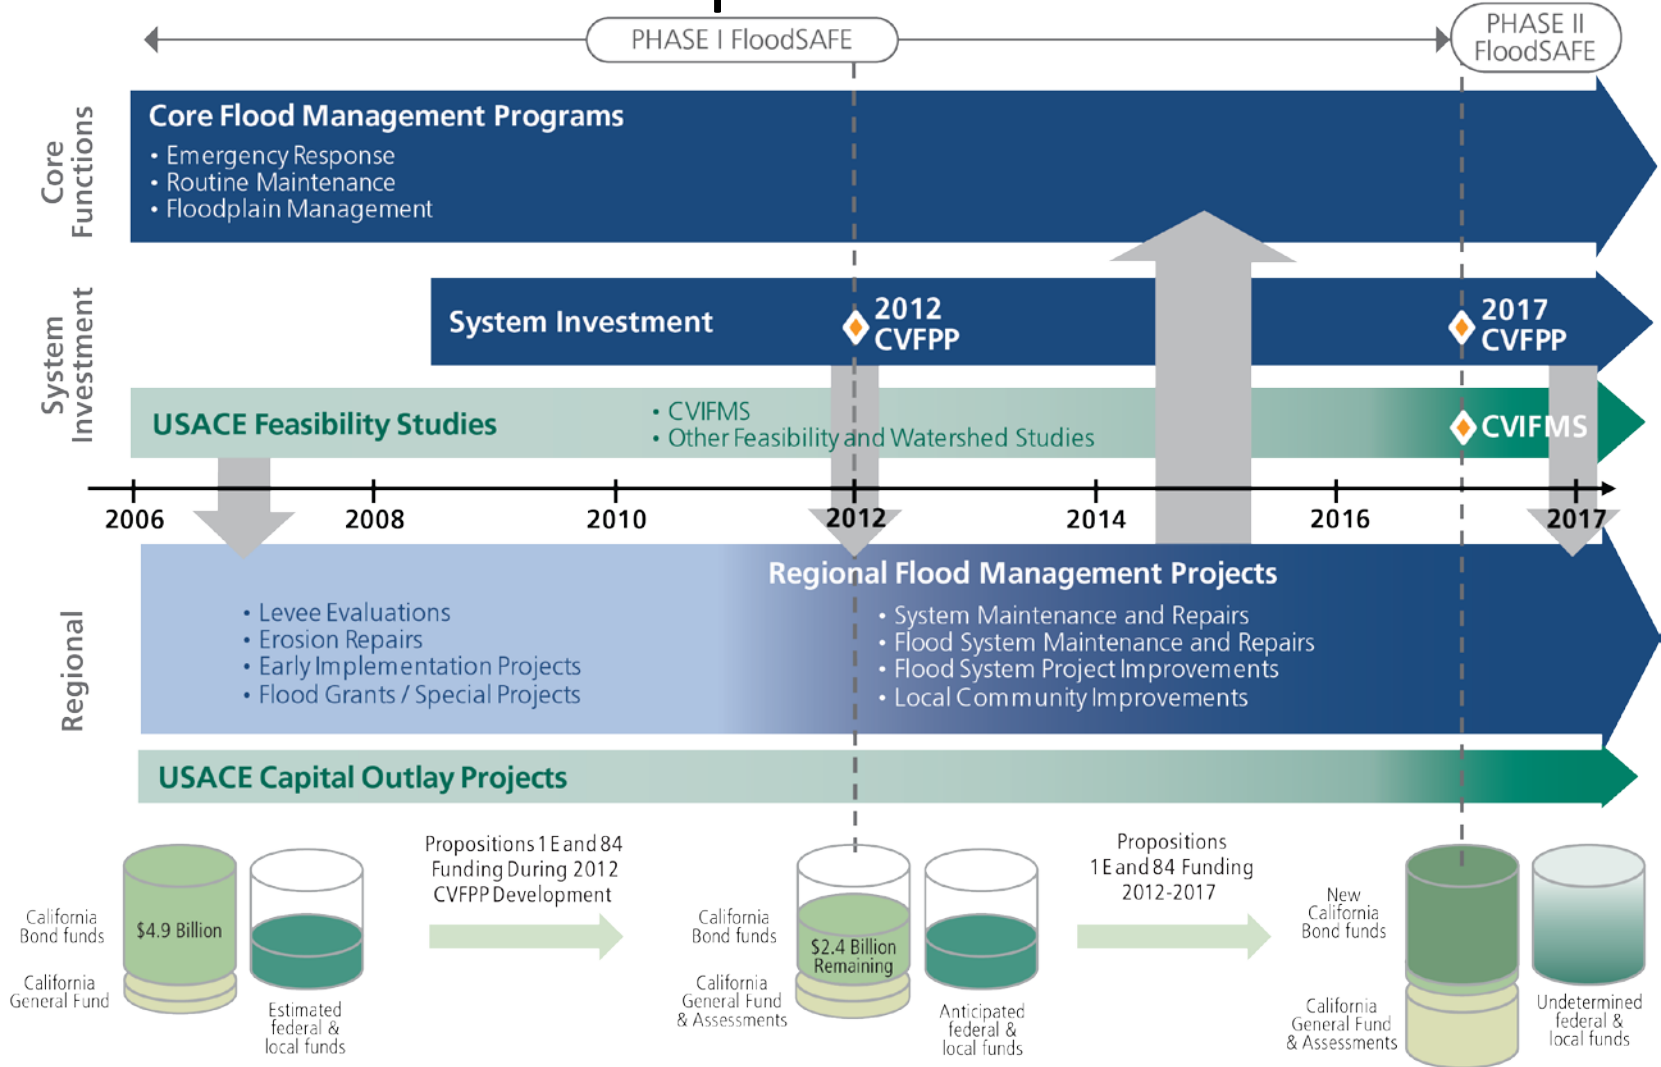 PHASE I FloodSAFE
PHASE II
FloodSAFE
Core
Functions
Core Flood Management Programs
• Emergency Response
• Routine Maintenance
• Floodplain Management
System
Investment
System Investment
2012
CVFPP
2017
CVFPP
USACE Feasibility Studies
• CVIFMS
• Other Feasibility and Watershed Studies
CVIFMS
2006
2008
2010
2012
2014
2016
2017
Regional
Regional Flood Management Projects
• Levee Evaluations
• Erosion Repairs
• Early Implementation Projects
• Flood Grants / Special Projects
• System Maintenance and Repairs
• Flood System Maintenance and Repairs
• Flood System Project Improvements
• Local Community Improvements
USACE Capital Outlay Projects
California
Bond funds
$4.9 Billion
California
General Fund
Estimated
federal &
local funds
Propositions 1E and 84
Funding During 2012
CVFPP Development
California
Bond funds
$2.4 Billion
Remaining
California
General Fund
& Assessments
Anticipated
federal &
local funds
Propositions
1E and 84 Funding
2012-2017
New
California
Bond funds
California
General Fund
& Assessments
Undetermined
federal &
local funds